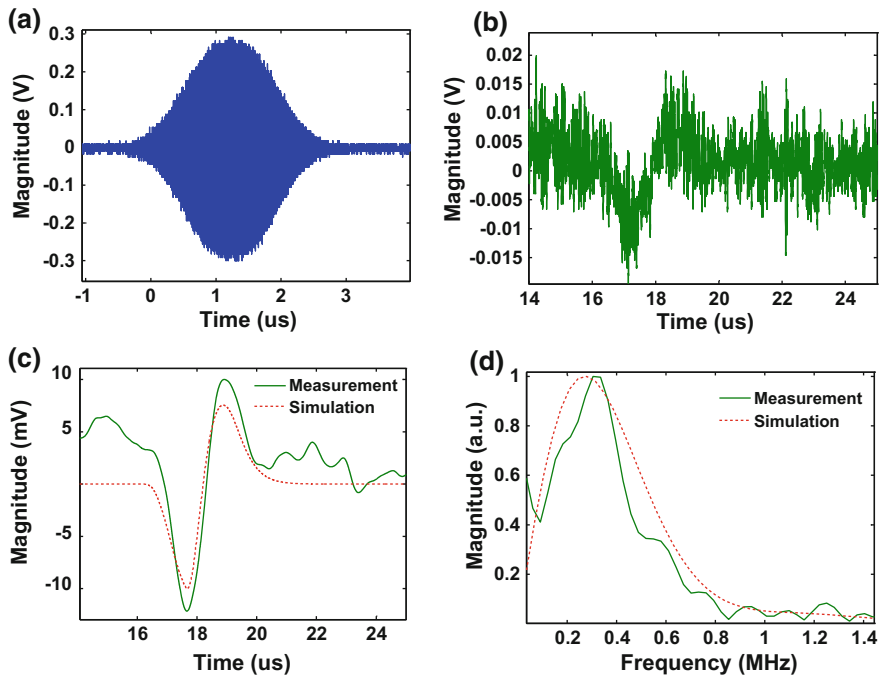 (a)
0.3
0.2
0.1
0
-0.1
-0.2
-0.3
Magnitude (V)
-1
0
1
2
3
Time (us)
(b)
0.02
0.015
0.01
0.005
0
-0.005
-0.01
-0.015
Magnitude (V)
14
16
18
20
22
24
Time (us)
(c)
10
5
-5
-10
Magnitude (mV)
Measurement
Simulation
16
18
20
22
24
Time (us)
(d)
1
0.8
0.6
0.4
0.2
Magnitude (a.u.)
Measurement
Simulation
0.2
0.4
0.6
0.8
1
1.2
1.4
Frequency (MHz)